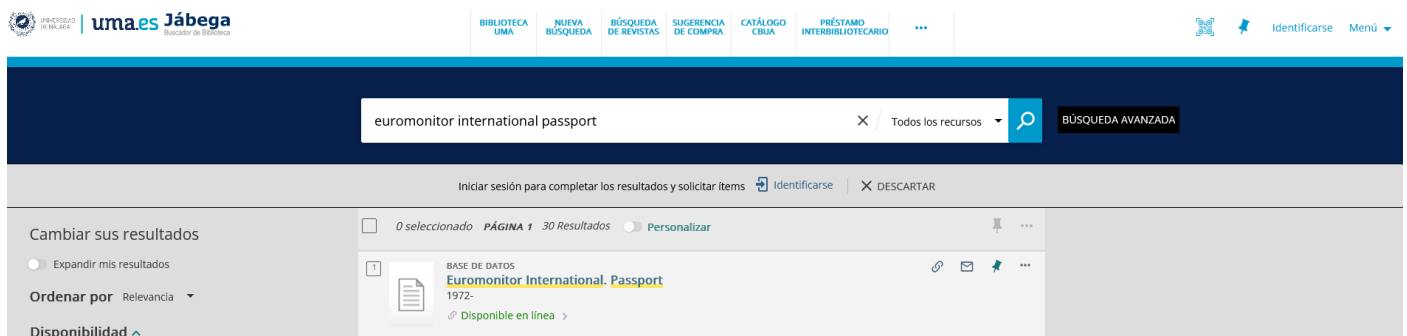 UNIVERSIDAD
DE MÁLAGA
uma.es
Jábega
Buscador de Biblioteca
BIBLIOTECA
UMA
NUEVA
BÚSQUEDA
BÚSQUEDA
DE REVISTAS
SUGERENCIA
DE COMPRA
CATÁLOGO
CBUA
PRÉSTAMO
INTERBIBLIOTECARIO
Identificarse
Menú
euromonitor international passport
Todos los recursos
BÚSQUEDA AVANZADA
Iniciar sesión para completar los resultados y solicitar ítems
Identificarse
DESCARTAR
Cambiar sus resultados
Expandir mis resultados
Ordenar por Relevancia
Disponibilidad
0 seleccionado PÁGINA 1 30 Resultados
Personalizar
1
BASE DE DATOS
Euromonitor International. Passport
1972-
Disponible en línea